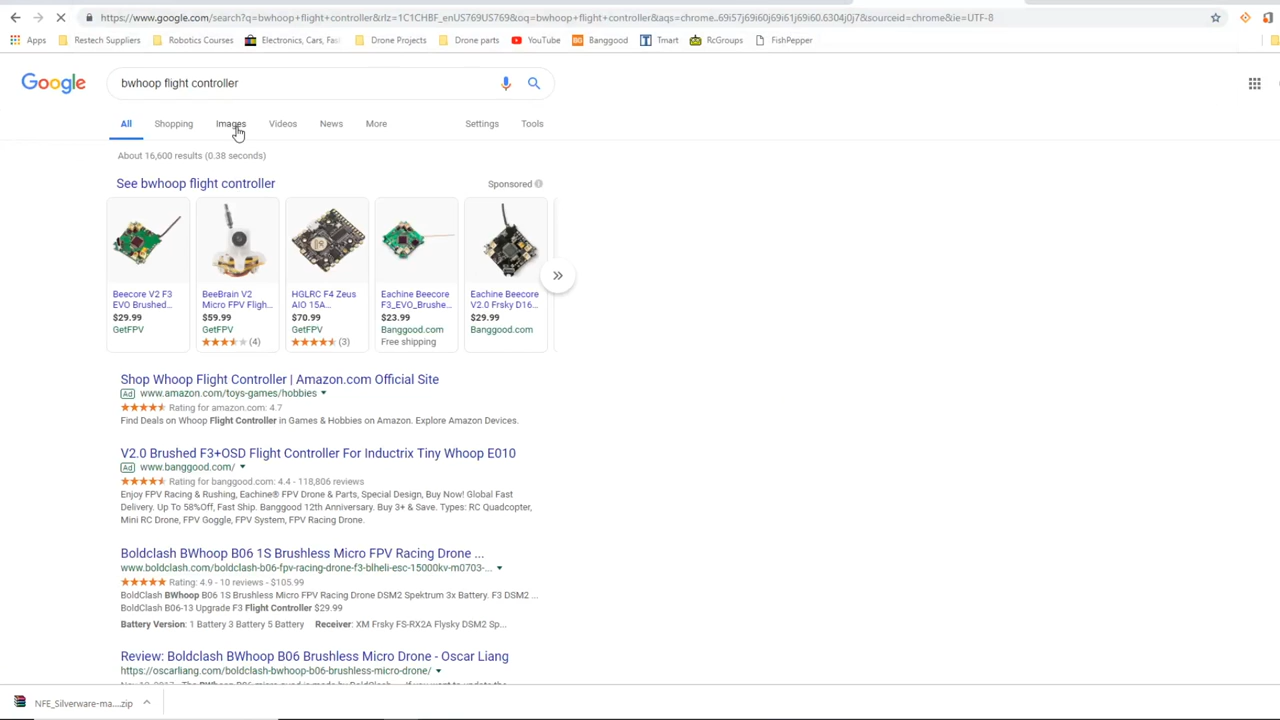 https://www.google.com/search?q=bwhoop+flight+controller&rlz=1C1CHBF_enUS769US769&oq=bwhoop+flight+controller&aqs=chrome..69i57j69i60j69i61j69i60.6304j0j7&sourceid=chrome&ie=UTF-8
Apps Restech Suppliers Robotics Courses Electronics, Cars, Fas Drone Projects Drone parts YouTube Banggood Tmart RcGroups FishPepper
Google bwhoop flight controller
All Shopping Images Videos News More Settings Tools
About 16,600 results (0.38 seconds)
See bwhoop flight controller Sponsored
Beecore V2 F3 BeeBrain V2 HGLRC F4 Zeus Eachine Beecore Eachine Beecore
EVO Brushed... Micro FPV Fligh... AIO 15A... F3_EVO_Brushe... V2.0 Frsky D16...
$29.99 $59.99 $70.99 $23.99 $29.99
GetFPV GetFPV GetFPV Banggood.com Banggood.com
(4) (3) Free shipping
Shop Whoop Flight Controller | Amazon.com Official Site
Ad www.amazon.com/toys-games/hobbies
Rating for amazon.com: 4.7
Find Deals on Whoop Flight Controller in Games & Hobbies on Amazon. Explore Amazon Devices.
V2.0 Brushed F3+OSD Flight Controller For Inductrix Tiny Whoop E010
Ad www.banggood.com/
Rating for banggood.com: 4.4 - 118,806 reviews
Enjoy FPV Racing & Rushing, Eachine® FPV Drone & Parts, Special Design, Buy Now! Global Fast
Delivery. Up To 58%Off, Fast Ship. Banggood 12th Anniversary. Buy 3+ & Save. Types: RC Quadcopter,
Mini RC Drone, FPV Goggle, FPV System, FPV Racing Drone.
Boldclash BWhoop B06 1S Brushless Micro FPV Racing Drone ...
www.boldclash.com/boldclash-b06-fpv-racing-drone-f3-blheli-esc-15000kv-m0703-...
Rating: 4.9 - 10 reviews - $105.99
BoldClash BWhoop B06 1S Brushless Micro FPV Racing Drone DSM2 Spektrum 3x Battery. F3 DSM2 ...
BoldClash B06-13 Upgrade F3 Flight Controller $29.99
Battery Version: 1 Battery 3 Battery 5 Battery Receiver: XM Frsky FS-RX2A Flysky DSM2 Sp...
Review: Boldclash BWhoop B06 Brushless Micro Drone - Oscar Liang
https://oscarliang.com/boldclash-bwhoop-b06-brushless-micro-drone/
NFE_Silverware-ma....zip